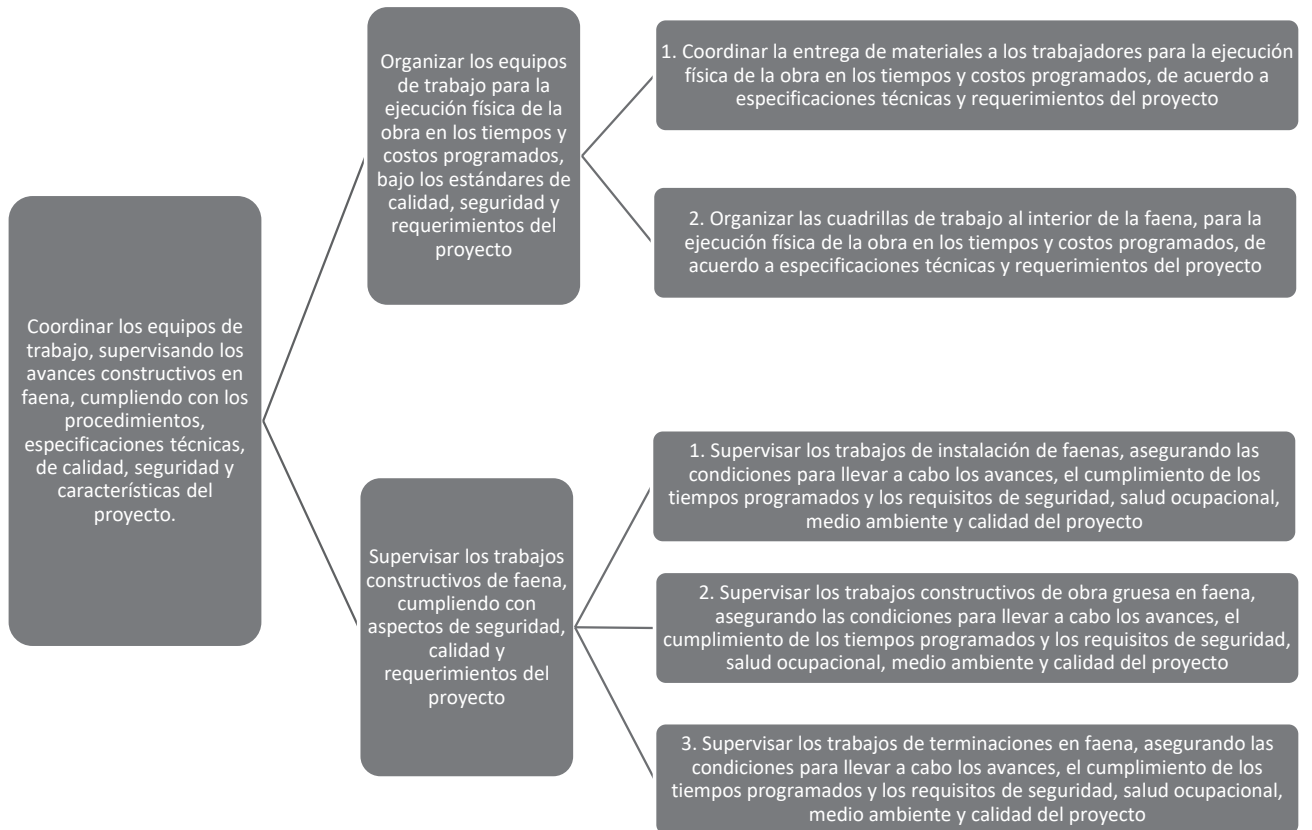 Coordinar los equipos de
trabajo, supervisando los
avances constructivos en
faena, cumpliendo con los
procedimientos,
especificaciones técnicas,
de calidad, seguridad y
características del
proyecto.
Organizar los equipos
de trabajo para la
ejecución física de la
obra en los tiempos y
costos programados,
bajo los estándares de
calidad, seguridad y
requerimientos del
proyecto
1. Coordinar la entrega de materiales a los trabajadores para la ejecución
física de la obra en los tiempos y costos programados, de acuerdo a
especificaciones técnicas y requerimientos del proyecto
2. Organizar las cuadrillas de trabajo al interior de la faena, para la
ejecución física de la obra en los tiempos y costos programados, de
acuerdo a especificaciones técnicas y requerimientos del proyecto
Supervisar los trabajos
constructivos de faena,
cumpliendo con
aspectos de seguridad,
calidad y
requerimientos del
proyecto
1. Supervisar los trabajos de instalación de faenas, asegurando las
condiciones para llevar a cabo los avances, el cumplimiento de los
tiempos programados y los requisitos de seguridad, salud ocupacional,
medio ambiente y calidad del proyecto
2. Supervisar los trabajos constructivos de obra gruesa en faena,
asegurando las condiciones para llevar a cabo los avances, el
cumplimiento de los tiempos programados y los requisitos de seguridad,
salud ocupacional, medio ambiente y calidad del proyecto
3. Supervisar los trabajos de terminaciones en faena, asegurando las
condiciones para llevar a cabo los avances, el cumplimiento de los
tiempos programados y los requisitos de seguridad, salud ocupacional,
medio ambiente y calidad del proyecto